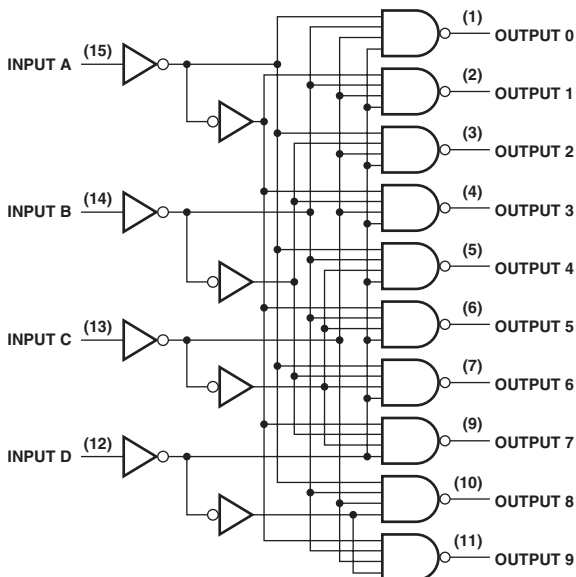 (1)
OUTPUT 0
(15)
INPUT A
(2)
OUTPUT 1
(3)
OUTPUT 2
(14)
INPUT B
(4)
OUTPUT 3
(5)
OUTPUT 4
(13)
INPUT C
(6)
OUTPUT 5
(7)
OUTPUT 6
(12)
INPUT D
(9)
OUTPUT 7
(10)
OUTPUT 8
(11)
OUTPUT 9